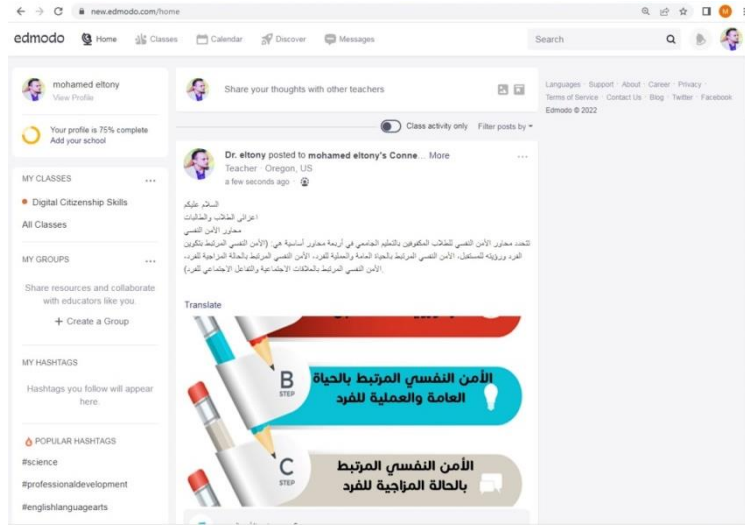 new.edmodo.com/home
M
edmodo Home Classes Calendar Discover Messages Search
mohamed eltony
View Profile
Your profile is 75% complete
Add your school
MY CLASSES
Digital Citizenship Skills
All Classes
MY GROUPS
Share resources and collaborate
with educators like you.
+ Create a Group
MY HASHTAGS
Hashtags you follow will appear
here.
POPULAR HASHTAGS
#science
#professionaldevelopment
#englishlanguagearts
Share your thoughts with other teachers
Class activity only Filter posts by
Dr. eltony posted to mohamed eltony's Conne... More
Teacher · Oregon, US
a few seconds ago ·
السلام عليكم
اعزائى الطلاب والطالبات
محاور الأمن النفسي
تتحدد محاور الأمن النفسي للطلاب المكفوفين بالتعليم الجامعي في أربعة محاور أساسية هي: (الأمن النفسي المرتبط بتكوين
الفرد ورؤيته للمستقبل، الأمن النفسي المرتبط بالحياة العامة والعملية للفرد، الأمن النفسي المرتبط بالحالة المزاجية للفرد،
الأمن النفسي المرتبط بالعلاقات الاجتماعية والتفاعل الاجتماعي للفرد)
Translate
B
STEP
الأمن النفسي المرتبط بالحياة
العامة والعملية للفرد
C
STEP
الأمن النفسي المرتبط
بالحالة المزاجية للفرد
Languages · Support · About · Career · Privacy ·
Terms of Service · Contact Us · Blog · Twitter · Facebook
Edmodo © 2022